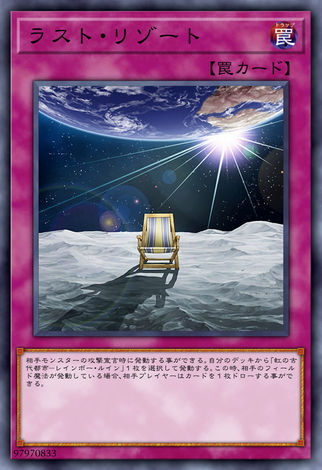 ラスト・リゾート
トラップ
罠
【罠カード】
相手モンスターの攻撃宣言時に発動する事ができる。自分のデッキから「虹の古
代都市－レインボー・ルイン」１枚を選択して発動する。この時、相手のフィール
ド魔法が発動している場合、相手プレイヤーはカードを１枚ドローする事がで
きる。
97970833